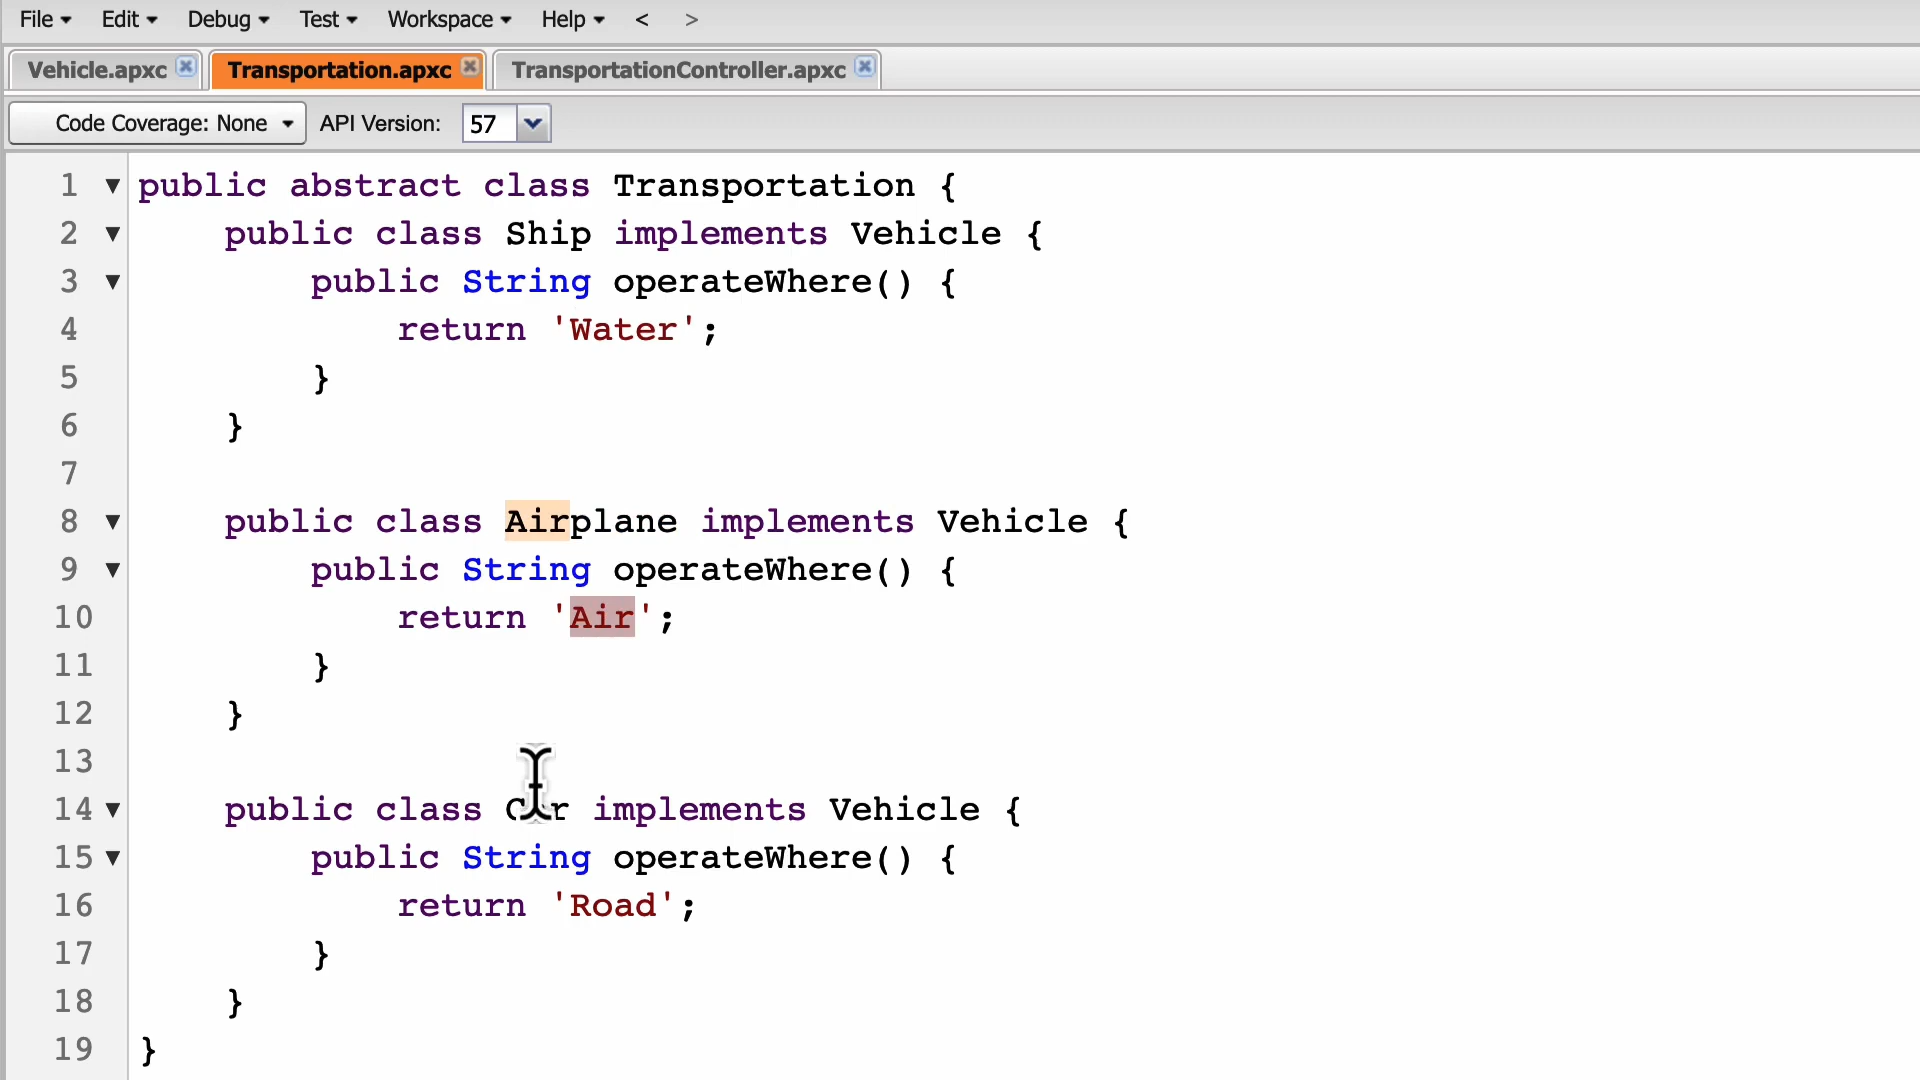 File Edit Debug Test Workspace Help < >
Vehicle.apxc Transportation.apxc TransportationController.apxc
Code Coverage: None API Version: 57
1 public abstract class Transportation {
2 public class Ship implements Vehicle {
3 public String operateWhere() {
4 return 'Water';
5 }
6 }
7
8 public class Airplane implements Vehicle {
9 public String operateWhere() {
10 return 'Air';
11 }
12 }
13
14 public class Car implements Vehicle {
15 public String operateWhere() {
16 return 'Road';
17 }
18 }
19 }